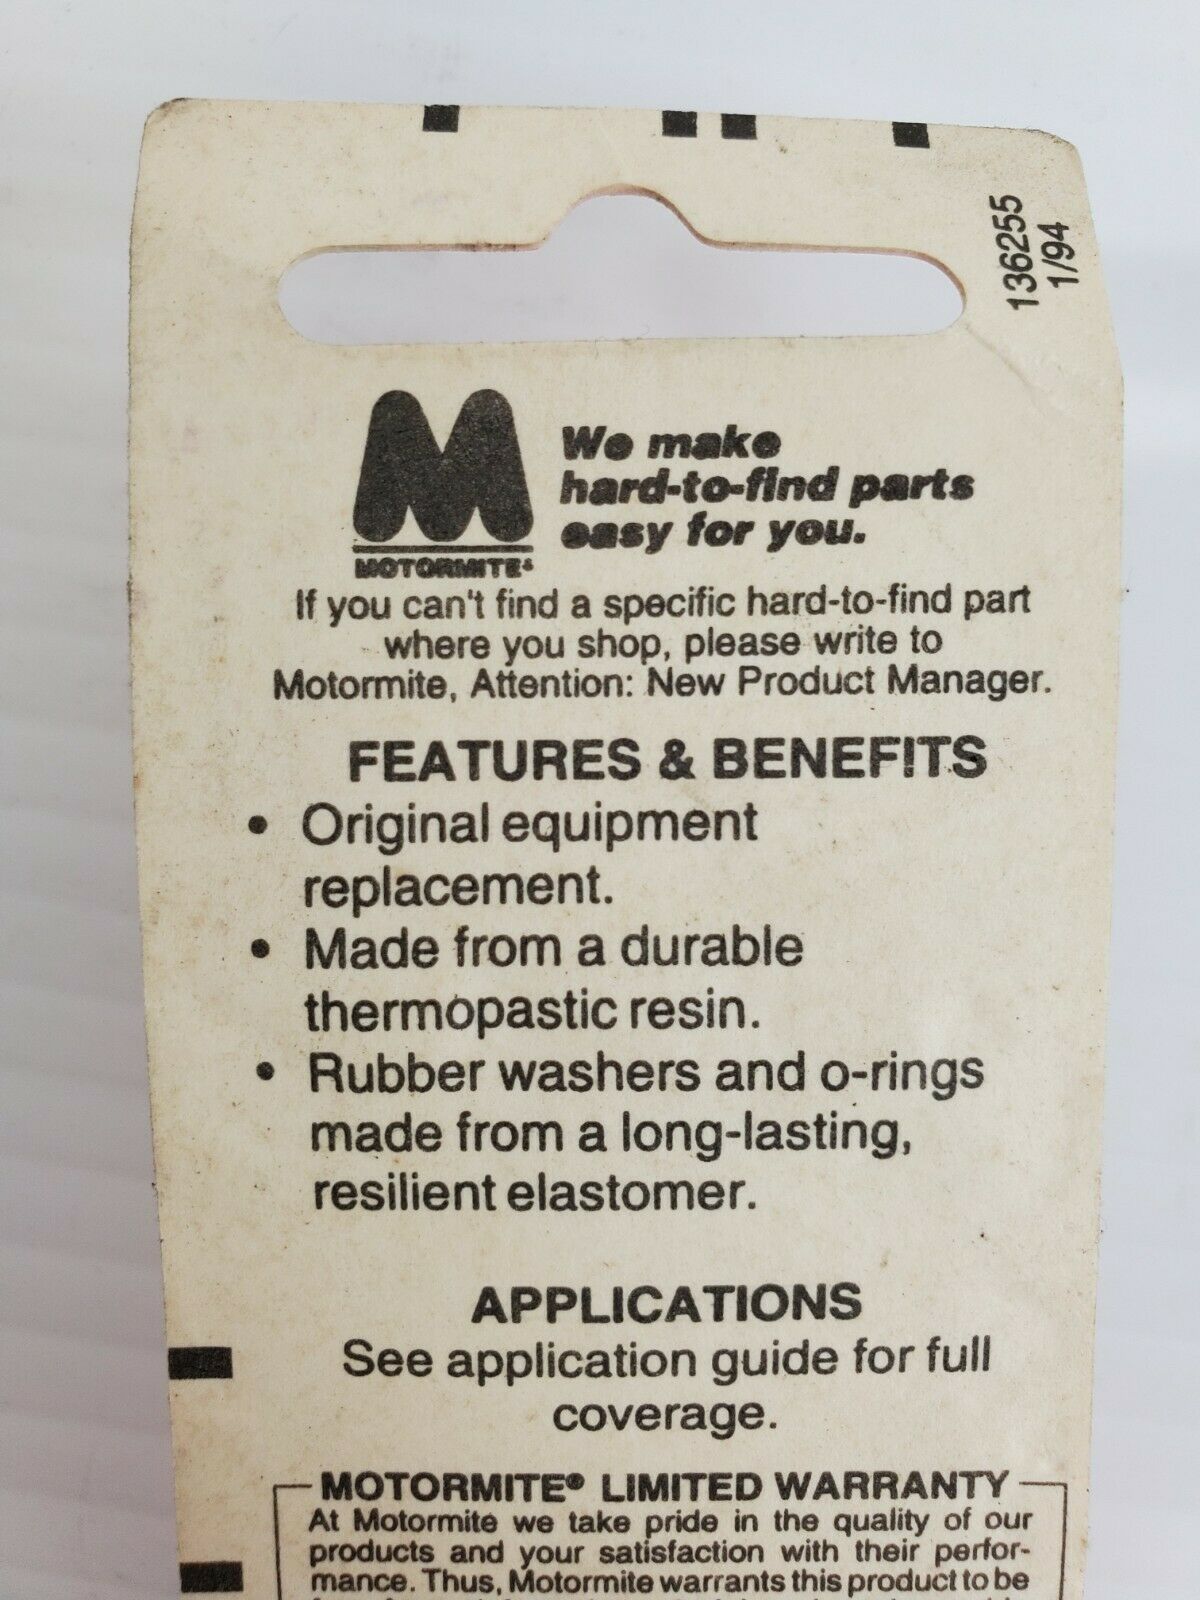 136255
1/94
We make
hard-to-find parts
easy for you.
MOTORMITE®
If you can't find a specific hard-to-find part
where you shop, please write to
Motormite, Attention: New Product Manager.
FEATURES & BENEFITS
• Original equipment
replacement.
• Made from a durable
thermopastic resin.
• Rubber washers and o-rings
made from a long-lasting,
resilient elastomer.
APPLICATIONS
See application guide for full
coverage.
MOTORMITE® LIMITED WARRANTY
At Motormite we take pride in the quality of our
products and your satisfaction with their perfor-
mance. Thus, Motormite warrants this product to be